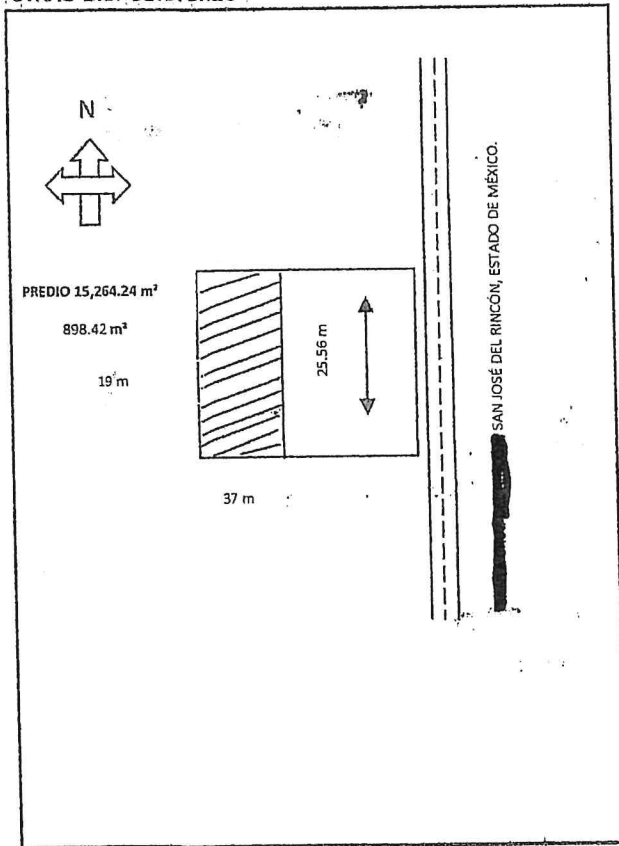 N
PREDIO 15,264.24 m²
898.42 m²
19 m
25.56 m
37 m
SAN JOSÉ DEL RINCÓN, ESTADO DE MÉXICO.